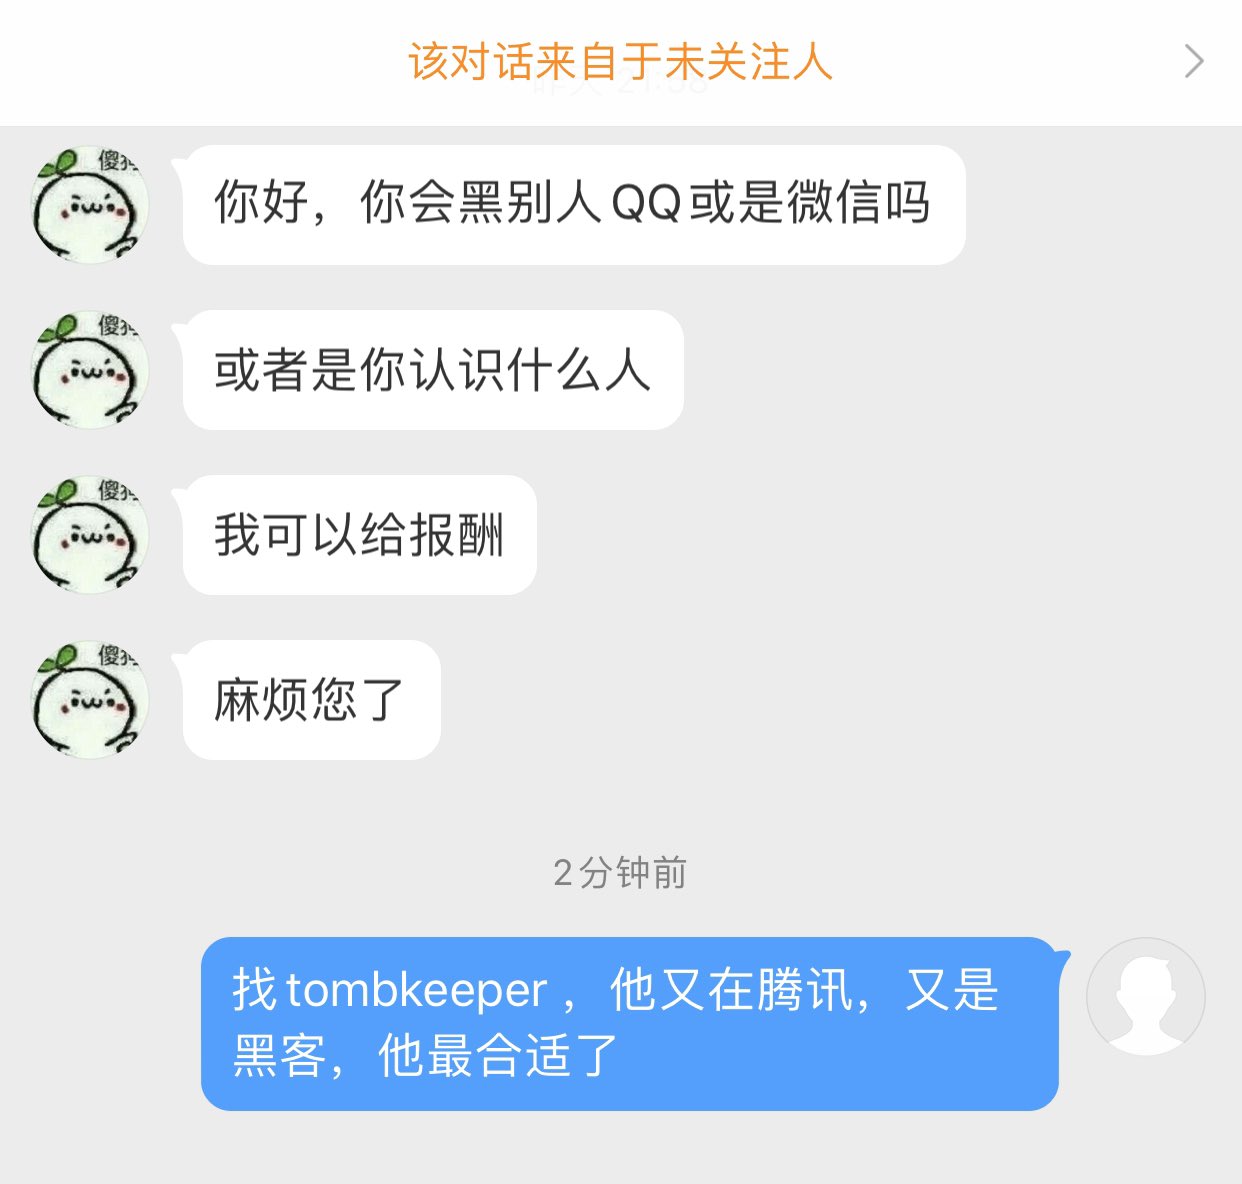 该对话来自于未关注人
你好，你会黑别人QQ或是微信吗
或者是你认识什么人
我可以给报酬
麻烦您了
2分钟前
找tombkeeper，他又在腾讯，又是
黑客，他最合适了